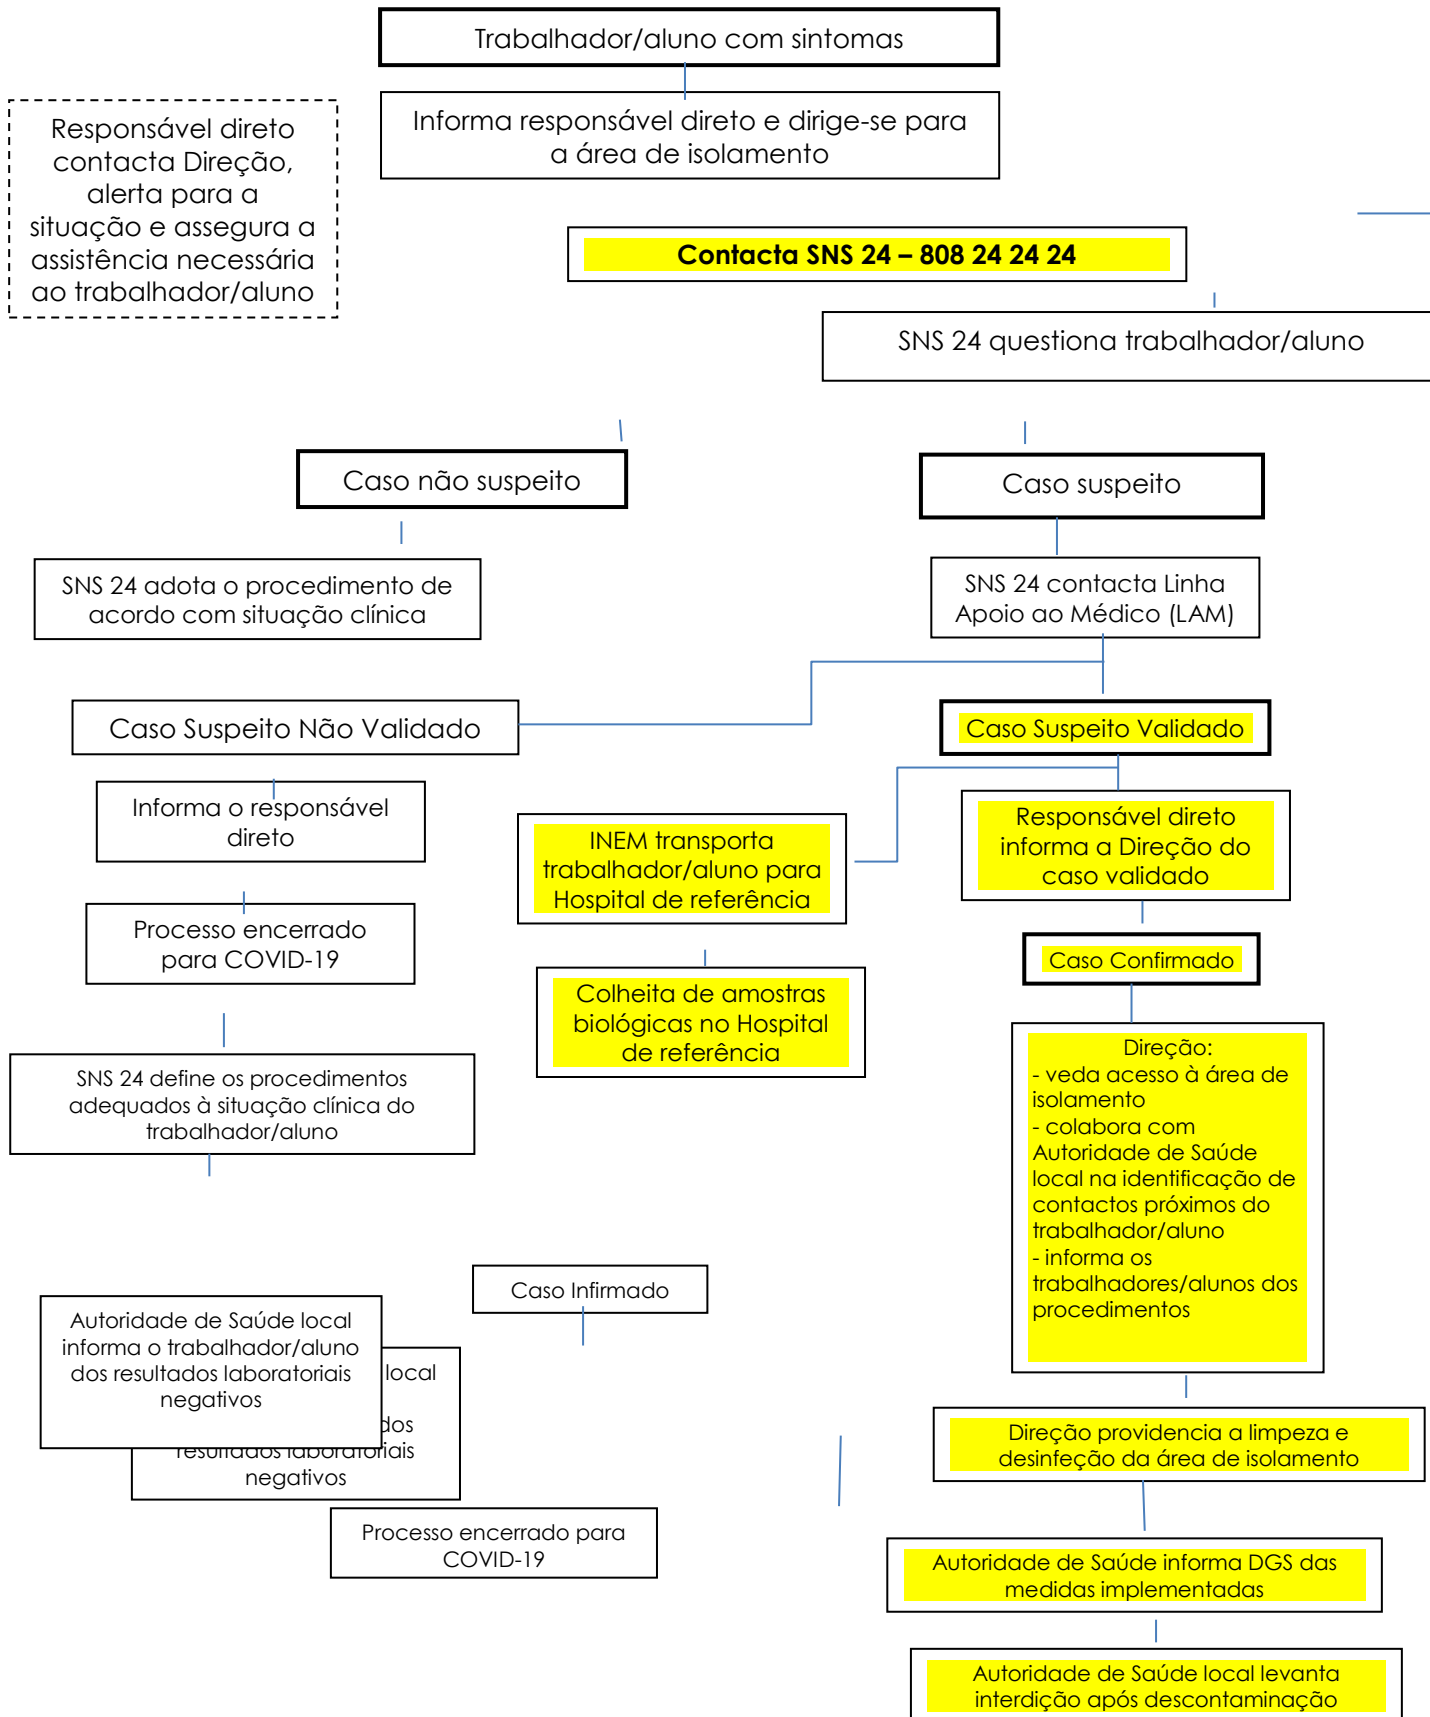 Trabalhador/aluno com sintomas
Informa responsável direto e dirige-se para
a área de isolamento
Responsável direto
contacta Direção,
alerta para a
situação e assegura a
assistência necessária
ao trabalhador/aluno
Contacta SNS 24 – 808 24 24 24
SNS 24 questiona trabalhador/aluno
Caso não suspeito
Caso suspeito
SNS 24 adota o procedimento de
acordo com situação clínica
SNS 24 contacta Linha
Apoio ao Médico (LAM)
Caso Suspeito Não Validado
Caso Suspeito Validado
Informa o responsável
direto
INEM transporta
trabalhador/aluno para
Hospital de referência
Responsável direto
informa a Direção do
caso validado
Processo encerrado
para COVID-19
Colheita de amostras
biológicas no Hospital
de referência
Caso Confirmado
SNS 24 define os procedimentos
adequados à situação clínica do
trabalhador/aluno
Direção:
- veda acesso à área de
isolamento
- colabora com
Autoridade de Saúde
local na identificação de
contactos próximos do
trabalhador/aluno
- informa os
trabalhadores/alunos dos
procedimentos
Caso Infirmado
Autoridade de Saúde local
informa o trabalhador/aluno
dos resultados laboratoriais
negativos
local
dos
resultados laboratoriais
negativos
Processo encerrado para
COVID-19
Direção providencia a limpeza e
desinfeção da área de isolamento
Autoridade de Saúde informa DGS das
medidas implementadas
Autoridade de Saúde local levanta
interdição após descontaminação